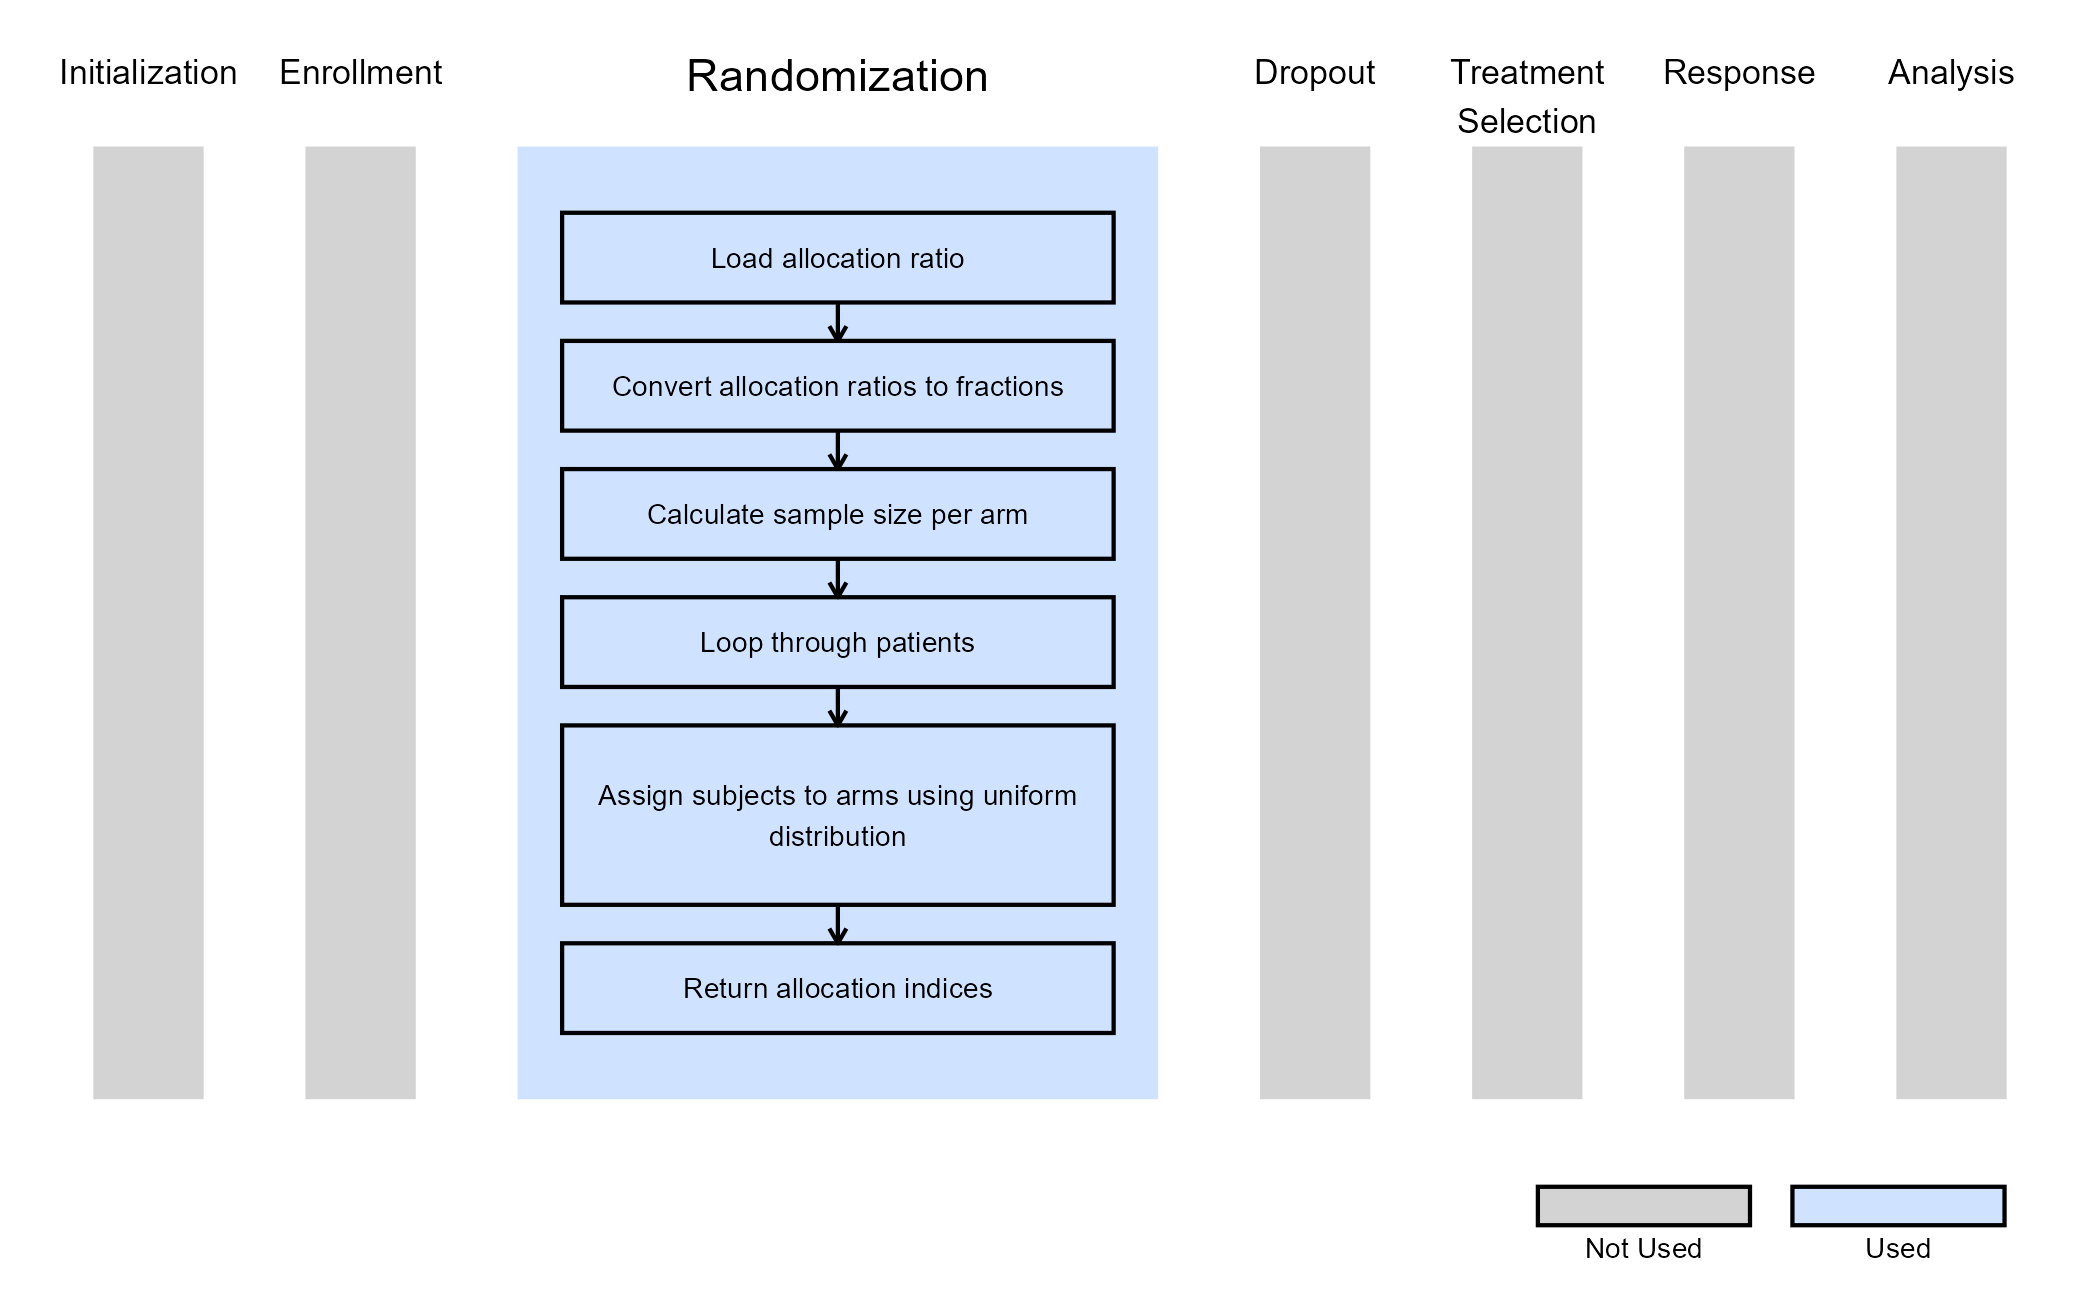 Initialization
Enrollment
Randomization
Dropout
Treatment
Selection
Response
Analysis
Load allocation ratio
Convert allocation ratios to fractions
Calculate sample size per arm
Loop through patients
Assign subjects to arms using uniform
distribution
Return allocation indices
Not Used
Used